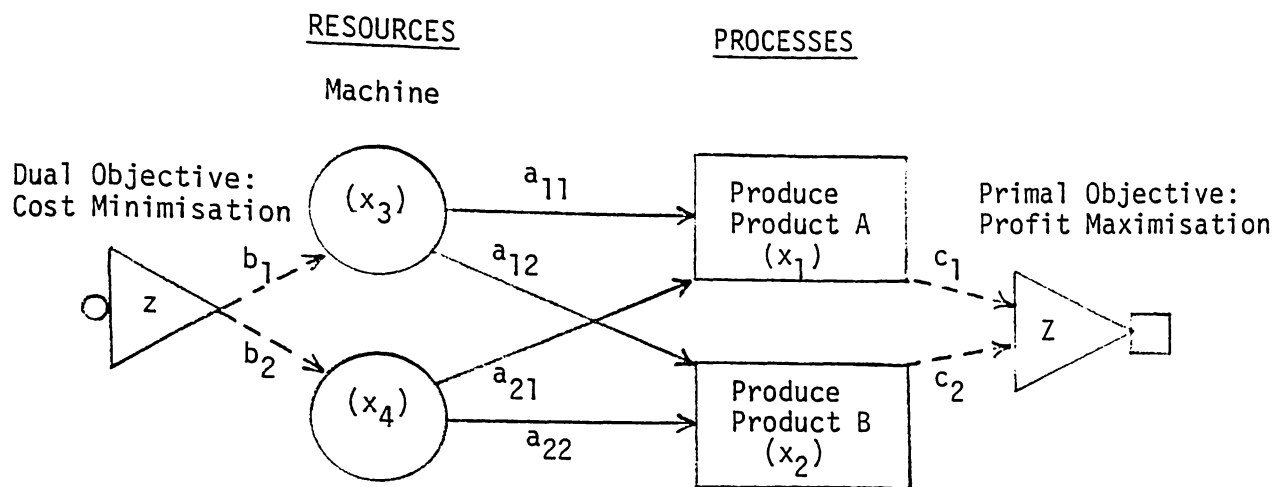 RESOURCES
PROCESSES
Machine
Dual Objective:
Cost Minimisation
(x3)
a11
Produce
Product A
(x1)
Primal Objective:
Profit Maximisation
b1
a12
c1
z
Z
b2
a21
c2
(x4)
a22
Produce
Product B
(x2)